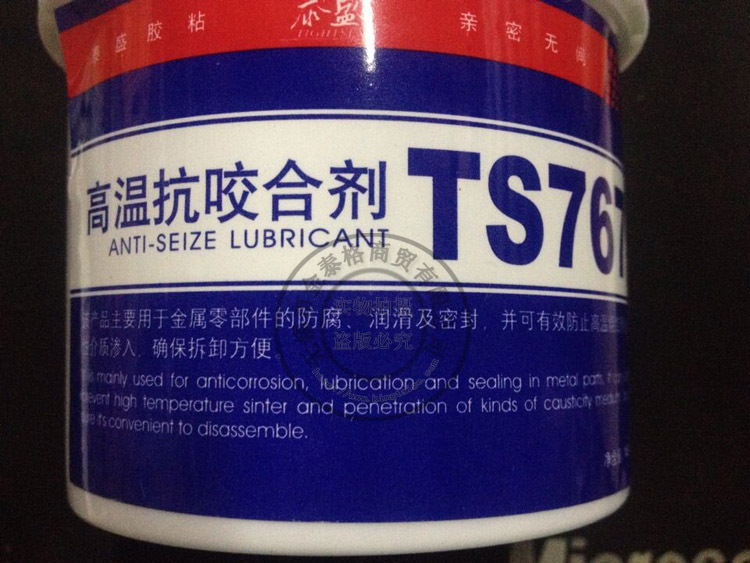 泰盛胶粘
泰盛
亲密无间
高温抗咬合剂
TS767
ANTI-SEIZE LUBRICANT
产品主要用于金属零部件的防腐、润滑及密封，并可有效防止高温
介质渗入，确保拆卸方便
is mainly used for anticorrosion, lubrication and sealing in metal parts,
high temperature sinter and penetration of kinds of causticity
it's convenient to disassemble.
净含量
实物拍摄
盗版必究